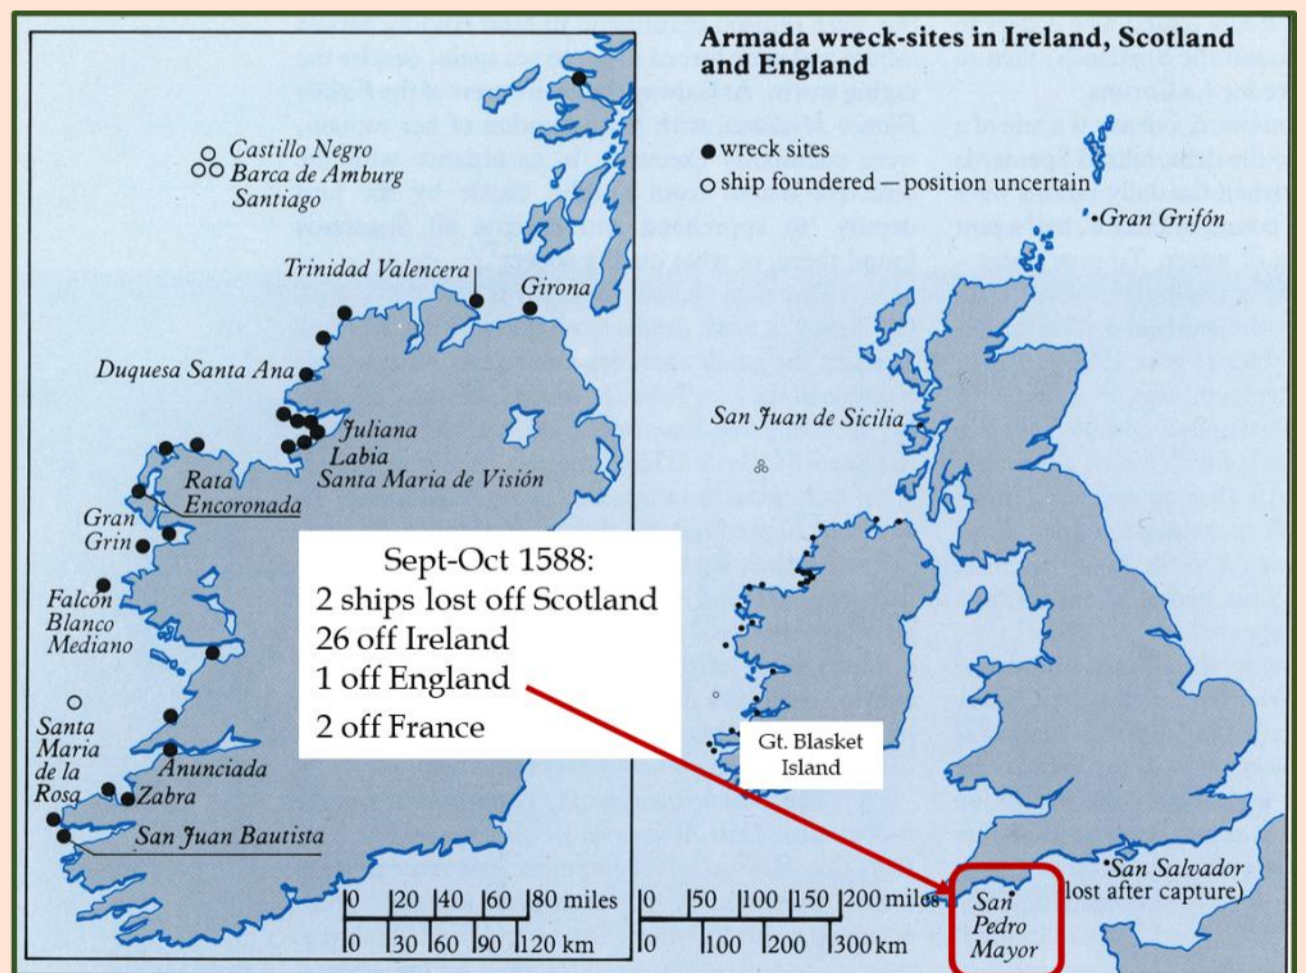 Armada wreck-sites in Ireland, Scotland
and England
wreck sites
ship foundered — position uncertain
Castillo Negro
Barca de Amburg
Santiago
Trinidad Valencera
Girona
Duquesa Santa Ana
Juliana
Labia
Santa Maria de Visión
Rata
Encoronada
Gran
Grin
Falcón
Blanco
Mediano
Santa
Maria
de la
Rosa
Anunciada
Zabra
San Juan Bautista
0 20 40 60 80 miles
0 30 60 90 120 km
Sept-Oct 1588:
2 ships lost off Scotland
26 off Ireland
1 off England
2 off France
Gran Grifón
San Juan de Sicilia
Gt. Blasket
Island
San Salvador
(lost after capture)
San
Pedro
Mayor
0 50 100 150 200 miles
0 100 200 300 km